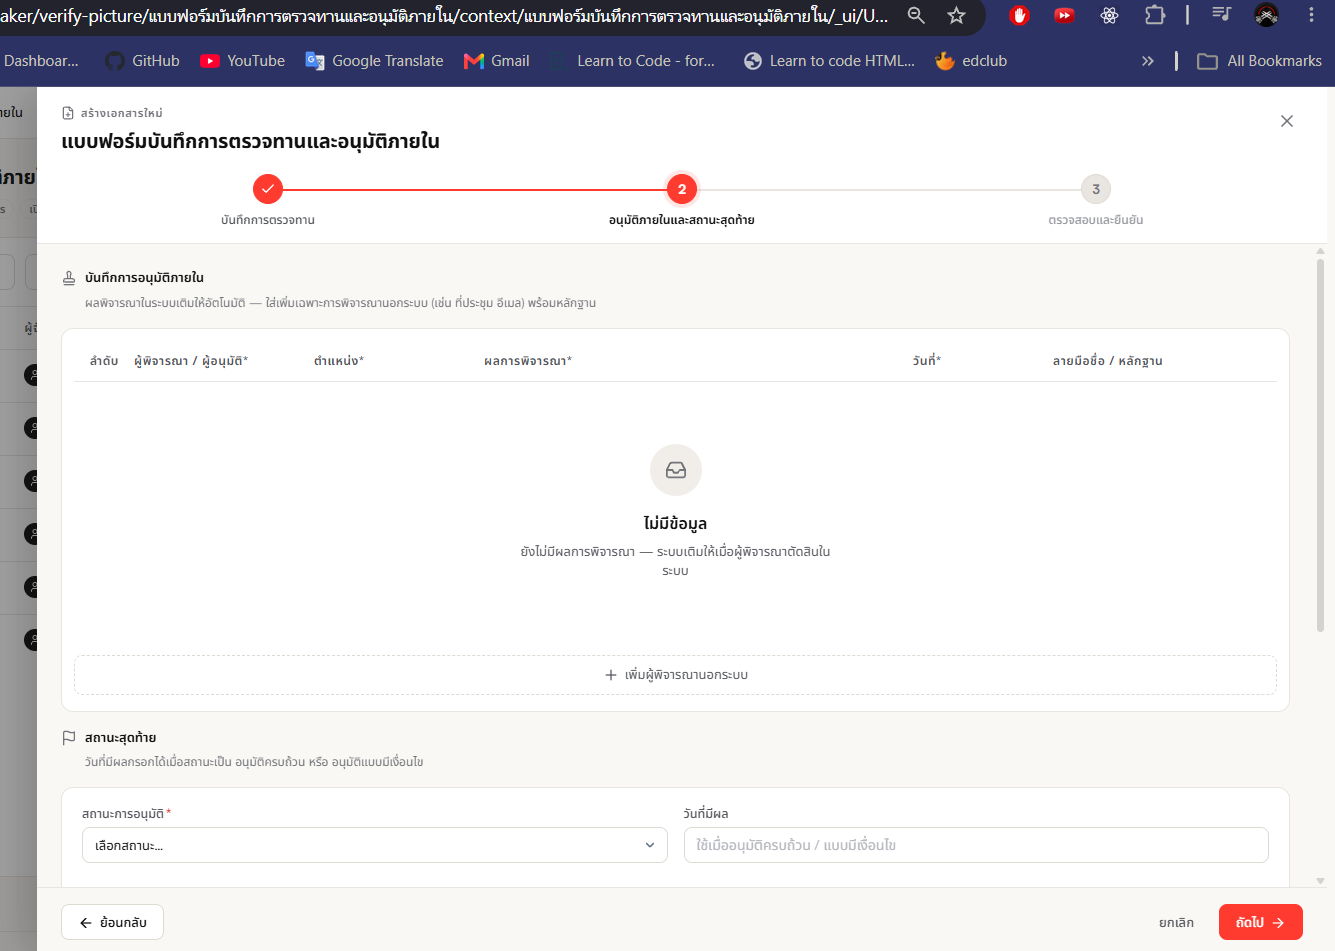 aker/verify-picture/แบบฟอร์มบันทึกการตรวจทานและอนุมัติภายใน/context/แบบฟอร์มบันทึกการตรวจทานและอนุมัติภายใน/_ui/U...
Dashboar... GitHub YouTube Google Translate Gmail Learn to Code - for... Learn to code HTML... edclub » All Bookmarks
สร้างเอกสารใหม่
แบบฟอร์มบันทึกการตรวจทานและอนุมัติภายใน
2 3
บันทึกการตรวจทาน อนุมัติภายในและสถานะสุดท้าย ตรวจสอบและยืนยัน
บันทึกการอนุมัติภายใน
ผลพิจารณาในระบบเติมให้อัตโนมัติ — ใส่เพิ่มเฉพาะการพิจารณานอกระบบ (เช่น ที่ประชุม อีเมล) พร้อมหลักฐาน
ลำดับ ผู้พิจารณา / ผู้อนุมัติ* ตำแหน่ง* ผลการพิจารณา* วันที่* ลายมือชื่อ / หลักฐาน
ไม่มีข้อมูล
ยังไม่มีผลการพิจารณา — ระบบเติมให้เมื่อผู้พิจารณาตัดสินใน
ระบบ
+ เพิ่มผู้พิจารณานอกระบบ
สถานะสุดท้าย
วันที่มีผลกรอกได้เมื่อสถานะเป็น อนุมัติครบถ้วน หรือ อนุมัติแบบมีเงื่อนไข
สถานะการอนุมัติ* วันที่มีผล
เลือกสถานะ... ใช้เมื่ออนุมัติครบถ้วน / แบบมีเงื่อนไข
← ย้อนกลับ ยกเลิก ถัดไป →